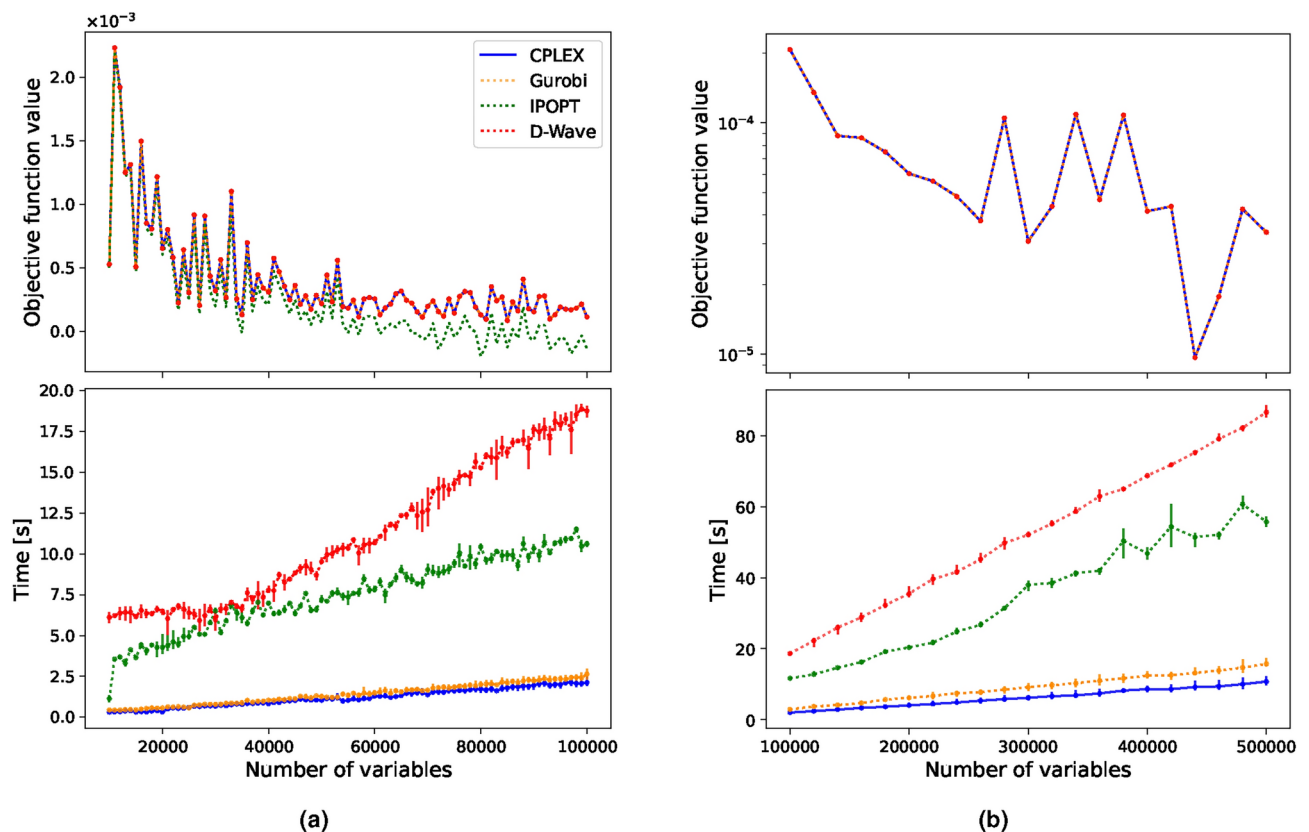 ×10⁻³
2.0
1.5
1.0
0.5
0.0
Objective function value
CPLEX
Gurobi
IPOPT
D-Wave
20.0
17.5
15.0
12.5
10.0
7.5
5.0
2.5
0.0
Time [s]
20000 40000 60000 80000 100000
Number of variables
(a)
10⁻⁴
10⁻⁵
Objective function value
80
60
40
20
0
Time [s]
100000 200000 300000 400000 500000
Number of variables
(b)